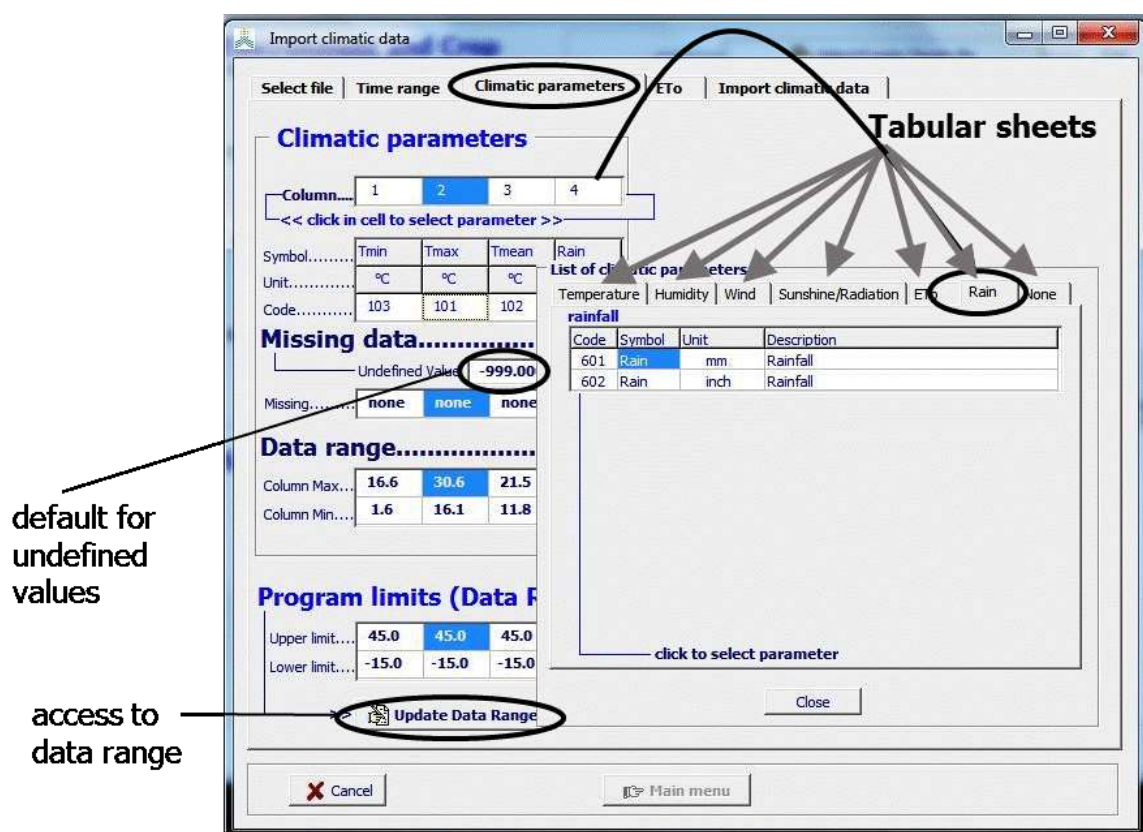 Import climatic data
Select file Time range Climatic parameters ETo Import climatic data
Tabular sheets
Climatic parameters
Column.... 1 2 3 4
<< click in cell to select parameter >>
Symbol......... Tmin Tmax Tmean Rain
Unit............. ºC ºC ºC
Code........... 103 101 102
Missing data...............
Undefined Value -999.00
Missing......... none none none
Data range.................
Column Max... 16.6 30.6 21.5
Column Min.... 1.6 16.1 11.8
Program limits (Data R
Upper limit.... 45.0 45.0 45.0
Lower limit.... -15.0 -15.0 -15.0
>> Update Data Range
List of climatic parameters
Temperature Humidity Wind Sunshine/Radiation ETo Rain None
rainfall
Code Symbol Unit Description
601 Rain mm Rainfall
602 Rain inch Rainfall
click to select parameter
Close
default for
undefined
values
access to
data range
Cancel Main menu